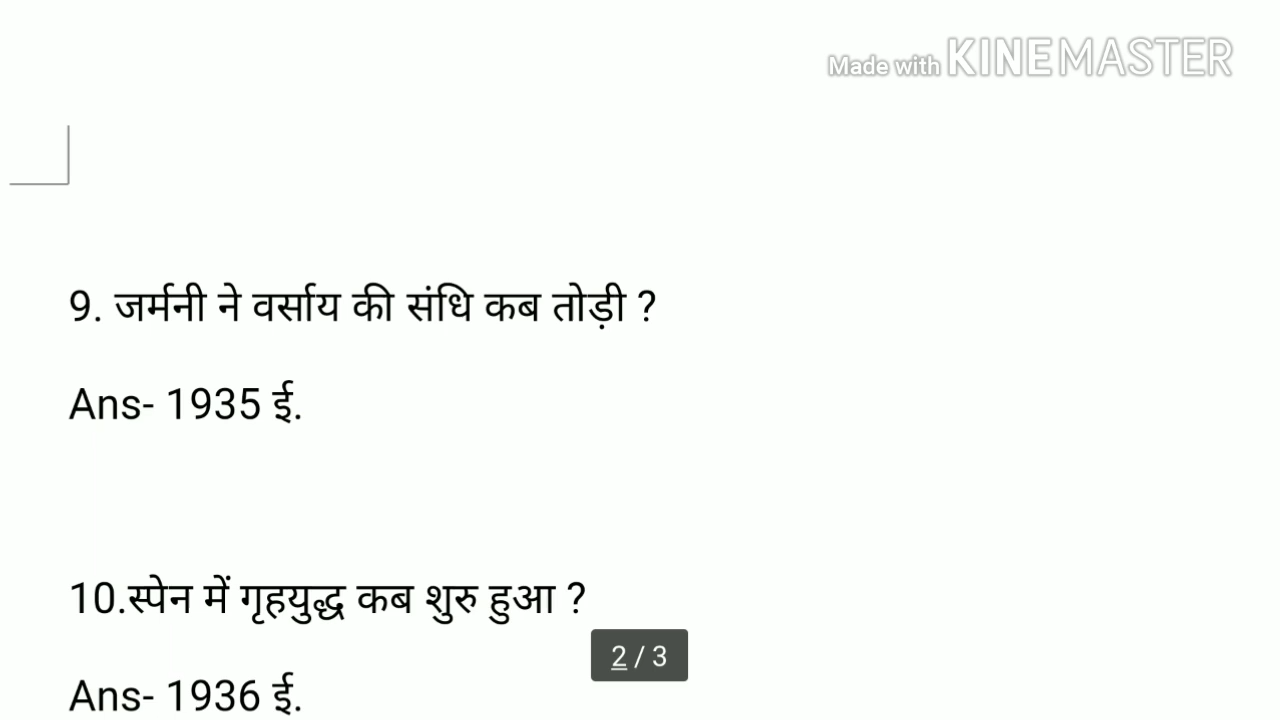 Made with KINEMASTER
9. जर्मनी ने वर्साय की संधि कब तोड़ी ?
Ans- 1935 ई.
10.स्पेन में गृहयुद्ध कब शुरु हुआ ?
2 / 3
Ans- 1936 ई.